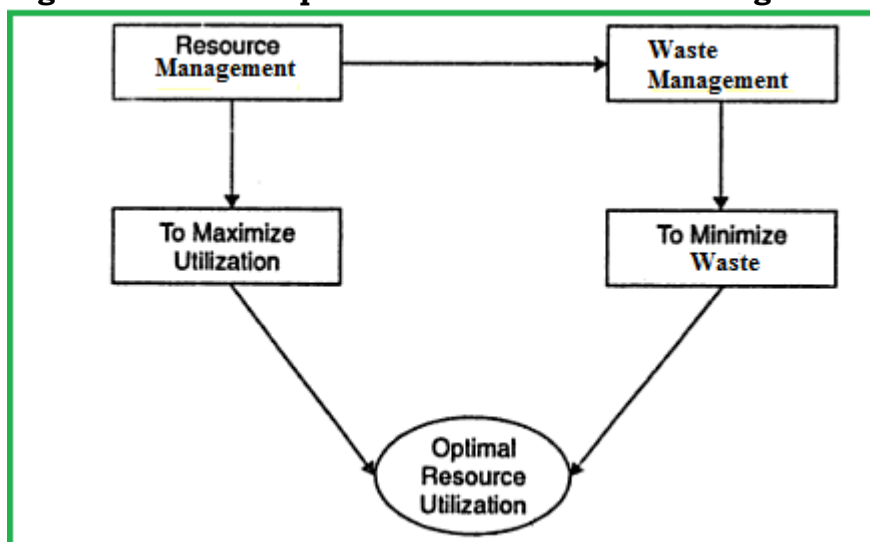 Resource
Management
Waste
Management
To Maximize
Utilization
To Minimize
Waste
Optimal
Resource
Utilization